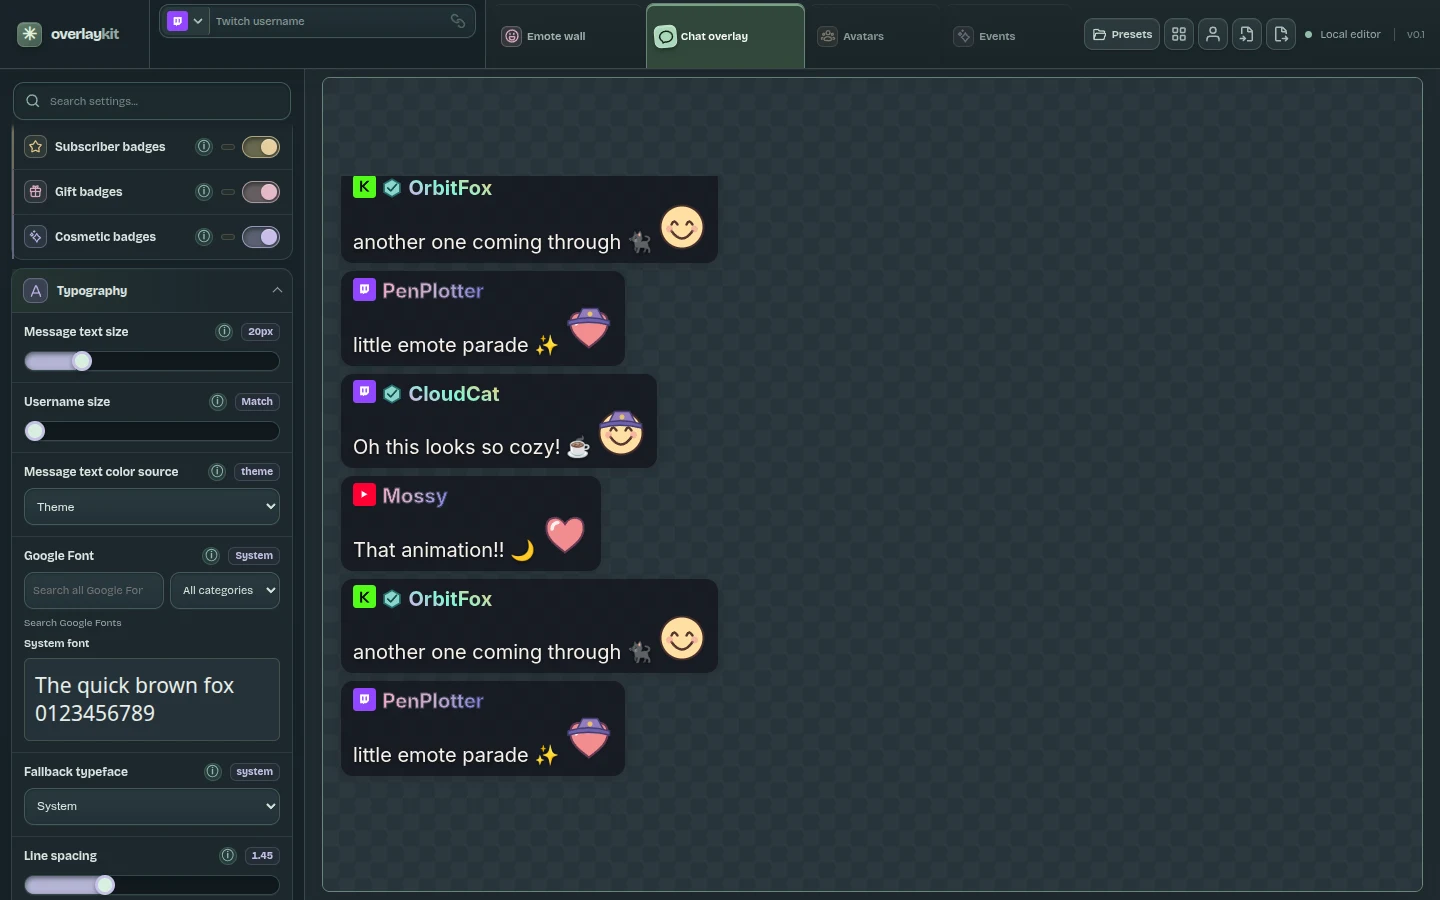 overlaykit
Twitch username
Emote wall
Chat overlay
Avatars
Events
Presets
Local editor
v0.1
Search settings...
Subscriber badges
Gift badges
Cosmetic badges
Typography
Message text size
20px
Username size
Match
Message text color source
theme
Theme
Google Font
System
Search all Google For
All categories
Search Google Fonts
System font
The quick brown fox
0123456789
Fallback typeface
system
System
Line spacing
1.45
OrbitFox
another one coming through
PenPlotter
little emote parade
CloudCat
Oh this looks so cozy!
Mossy
That animation!!
OrbitFox
another one coming through
PenPlotter
little emote parade